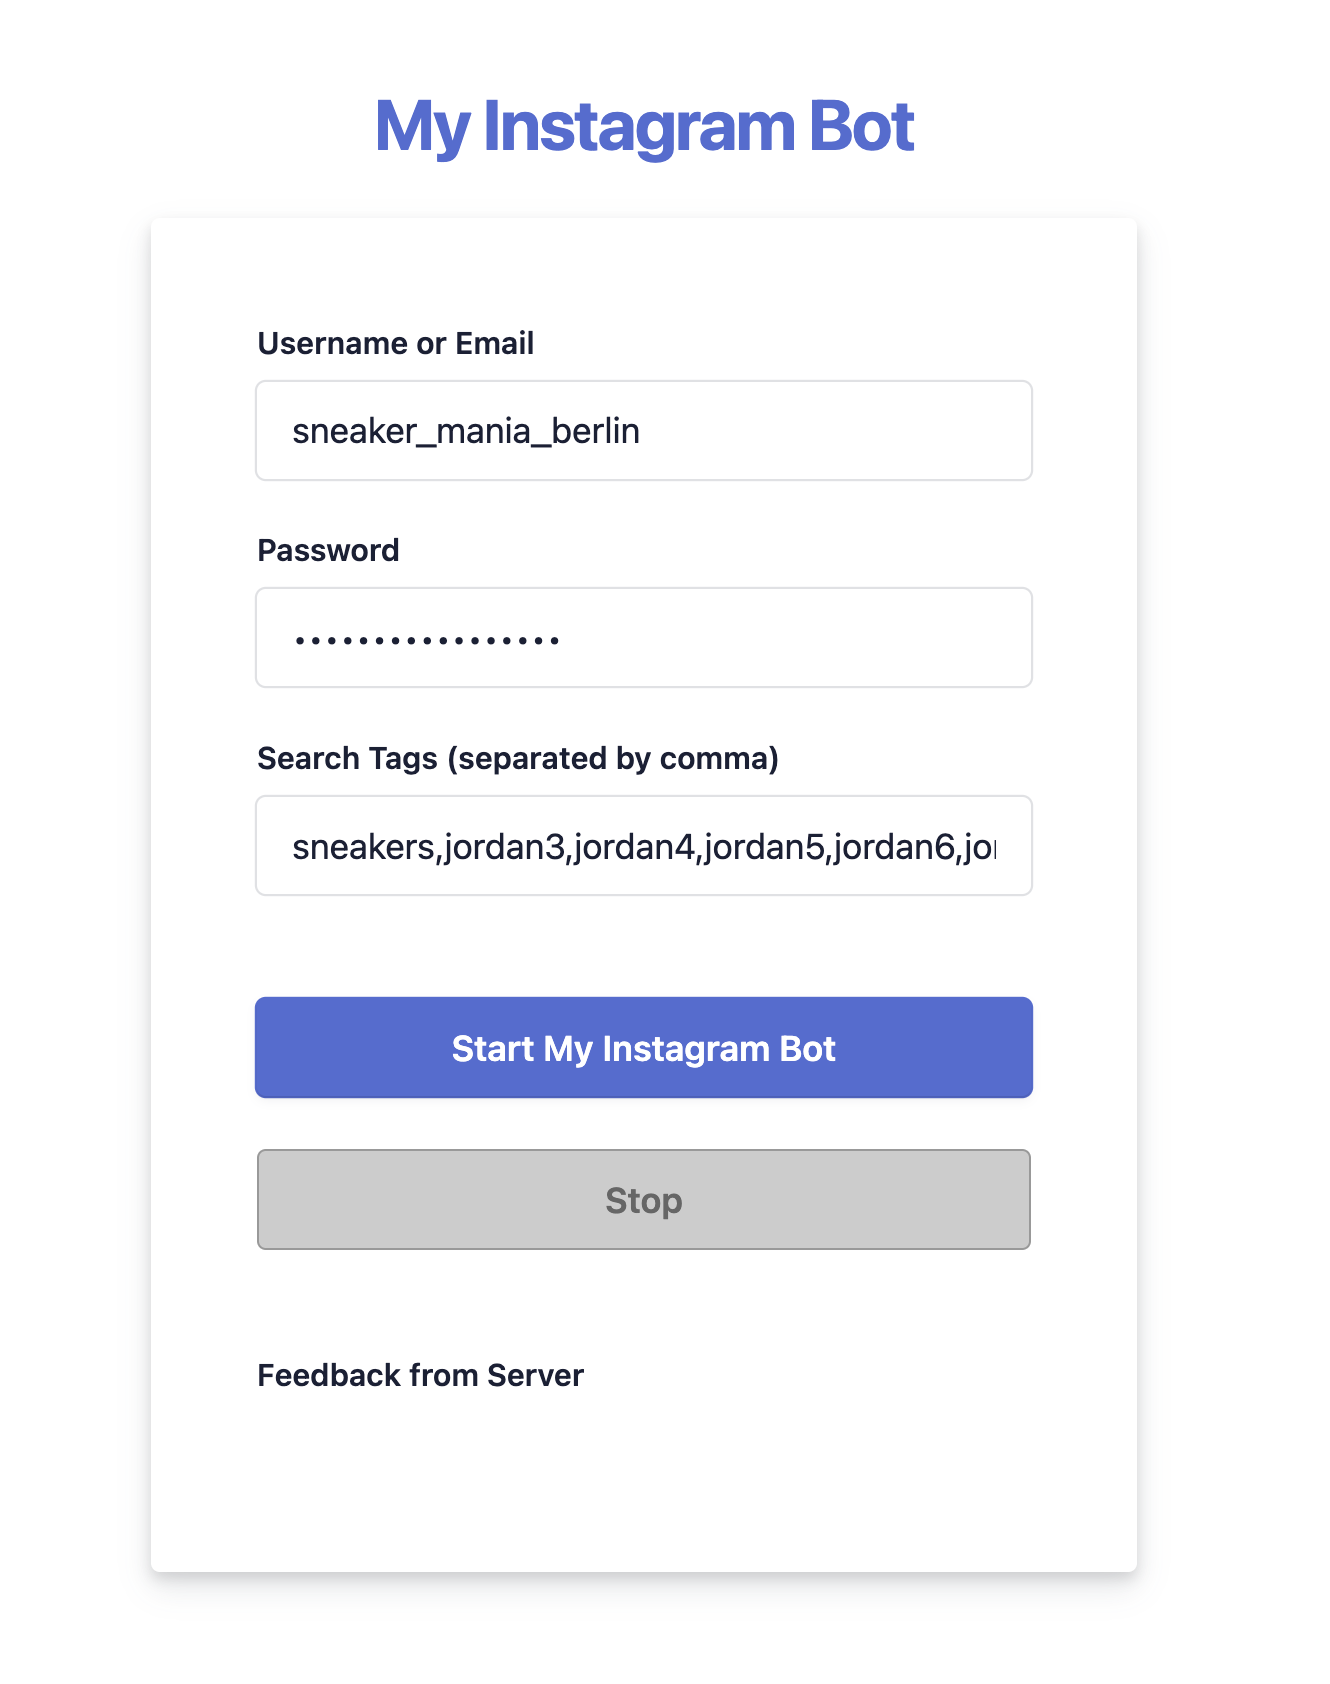 My Instagram Bot
Username or Email
sneaker_mania_berlin
Password
•••••••••••••••••
Search Tags (separated by comma)
sneakers,jordan3,jordan4,jordan5,jordan6,jo
Start My Instagram Bot
Stop
Feedback from Server